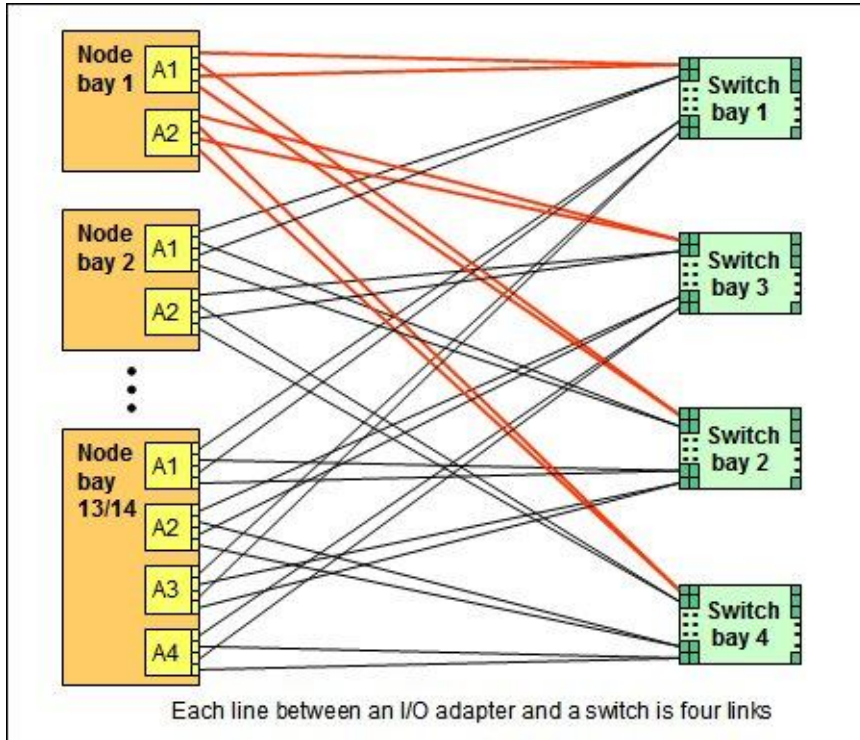 Node
bay 1
A1
A2
Node
bay 2
A1
A2
Node
bay
13/14
A1
A2
A3
A4
Switch
bay 1
Switch
bay 3
Switch
bay 2
Switch
bay 4
Each line between an I/O adapter and a switch is four links